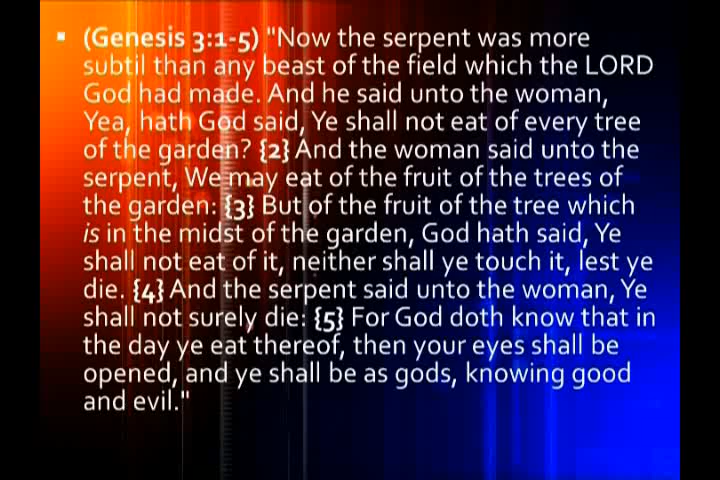 ▪ (Genesis 3:1-5) "Now the serpent was more
subtil than any beast of the field which the LORD
God had made. And he said unto the woman,
Yea, hath God said, Ye shall not eat of every tree
of the garden? {2} And the woman said unto the
serpent, We may eat of the fruit of the trees of
the garden: {3} But of the fruit of the tree which
is in the midst of the garden, God hath said, Ye
shall not eat of it, neither shall ye touch it, lest ye
die. {4} And the serpent said unto the woman, Ye
shall not surely die: {5} For God doth know that in
the day ye eat thereof, then your eyes shall be
opened, and ye shall be as gods, knowing good
and evil."